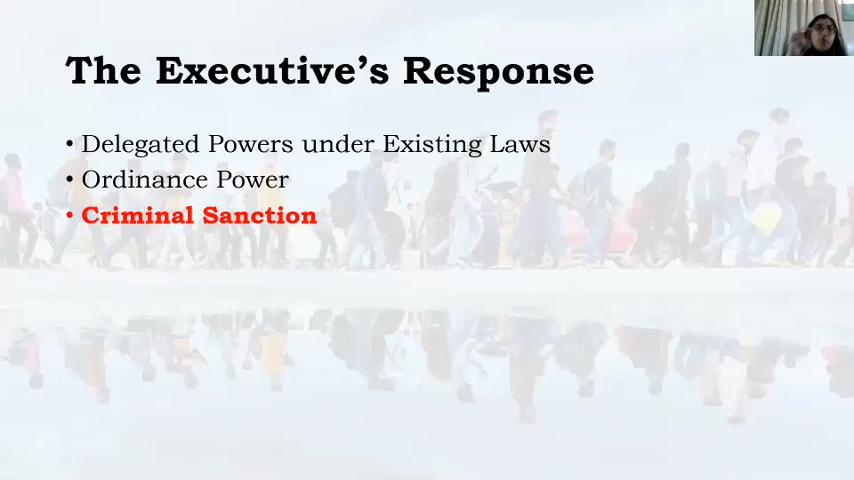 The Executive’s Response
• Delegated Powers under Existing Laws
• Ordinance Power
• Criminal Sanction